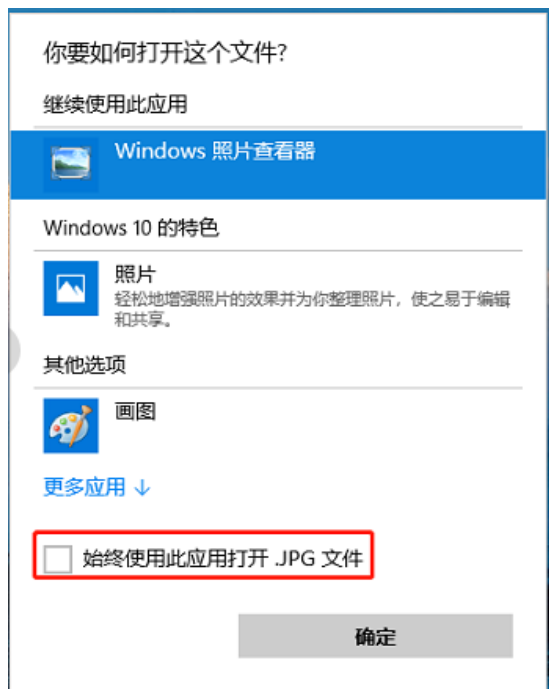 你要如何打开这个文件?
继续使用此应用
Windows 照片查看器
Windows 10 的特色
照片
轻松地增强照片的效果并为你整理照片，使之易于编辑
和共享。
其他选项
画图
更多应用 ↓
始终使用此应用打开 .JPG 文件
确定